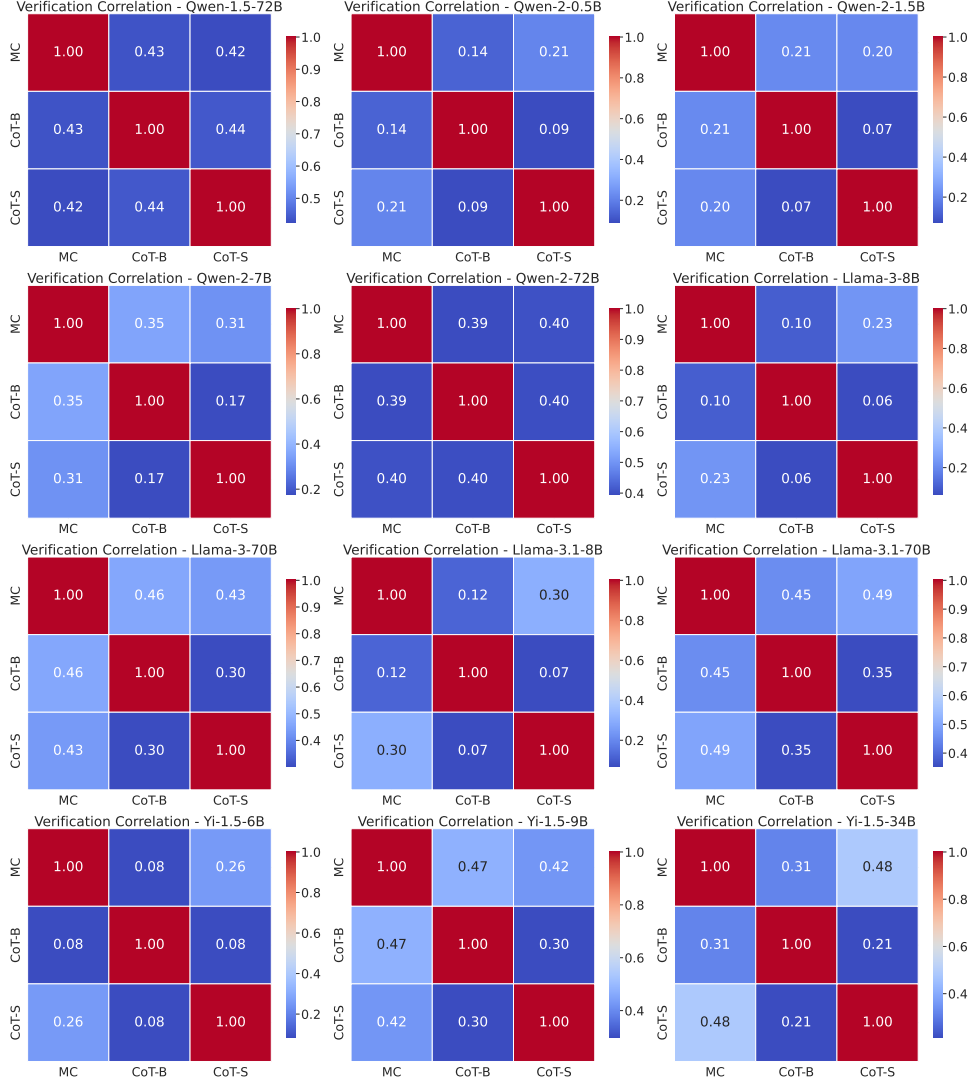 Verification Correlation - Qwen-1.5-72B
MC 1.00 0.43 0.42
CoT-B 0.43 1.00 0.44
CoT-S 0.42 0.44 1.00
MC CoT-B CoT-S
1.0
0.9
0.8
0.7
0.6
0.5
Verification Correlation - Qwen-2-0.5B
MC 1.00 0.14 0.21
CoT-B 0.14 1.00 0.09
CoT-S 0.21 0.09 1.00
MC CoT-B CoT-S
1.0
0.8
0.6
0.4
0.2
Verification Correlation - Qwen-2-1.5B
MC 1.00 0.21 0.20
CoT-B 0.21 1.00 0.07
CoT-S 0.20 0.07 1.00
MC CoT-B CoT-S
1.0
0.8
0.6
0.4
0.2
Verification Correlation - Qwen-2-7B
MC 1.00 0.35 0.31
CoT-B 0.35 1.00 0.17
CoT-S 0.31 0.17 1.00
MC CoT-B CoT-S
1.0
0.8
0.6
0.4
0.2
Verification Correlation - Qwen-2-72B
MC 1.00 0.39 0.40
CoT-B 0.39 1.00 0.40
CoT-S 0.40 0.40 1.00
MC CoT-B CoT-S
1.0
0.9
0.8
0.7
0.6
0.5
0.4
Verification Correlation - Llama-3-8B
MC 1.00 0.10 0.23
CoT-B 0.10 1.00 0.06
CoT-S 0.23 0.06 1.00
MC CoT-B CoT-S
1.0
0.8
0.6
0.4
0.2
Verification Correlation - Llama-3-70B
MC 1.00 0.46 0.43
CoT-B 0.46 1.00 0.30
CoT-S 0.43 0.30 1.00
MC CoT-B CoT-S
1.0
0.9
0.8
0.7
0.6
0.5
0.4
Verification Correlation - Llama-3.1-8B
MC 1.00 0.12 0.30
CoT-B 0.12 1.00 0.07
CoT-S 0.30 0.07 1.00
MC CoT-B CoT-S
1.0
0.8
0.6
0.4
0.2
Verification Correlation - Llama-3.1-70B
MC 1.00 0.45 0.49
CoT-B 0.45 1.00 0.35
CoT-S 0.49 0.35 1.00
MC CoT-B CoT-S
1.0
0.9
0.8
0.7
0.6
0.5
0.4
Verification Correlation - Yi-1.5-6B
MC 1.00 0.08 0.26
CoT-B 0.08 1.00 0.08
CoT-S 0.26 0.08 1.00
MC CoT-B CoT-S
1.0
0.8
0.6
0.4
0.2
Verification Correlation - Yi-1.5-9B
MC 1.00 0.47 0.42
CoT-B 0.47 1.00 0.30
CoT-S 0.42 0.30 1.00
MC CoT-B CoT-S
1.0
0.9
0.8
0.7
0.6
0.5
0.4
Verification Correlation - Yi-1.5-34B
MC 1.00 0.31 0.48
CoT-B 0.31 1.00 0.21
CoT-S 0.48 0.21 1.00
MC CoT-B CoT-S
1.0
0.8
0.6
0.4